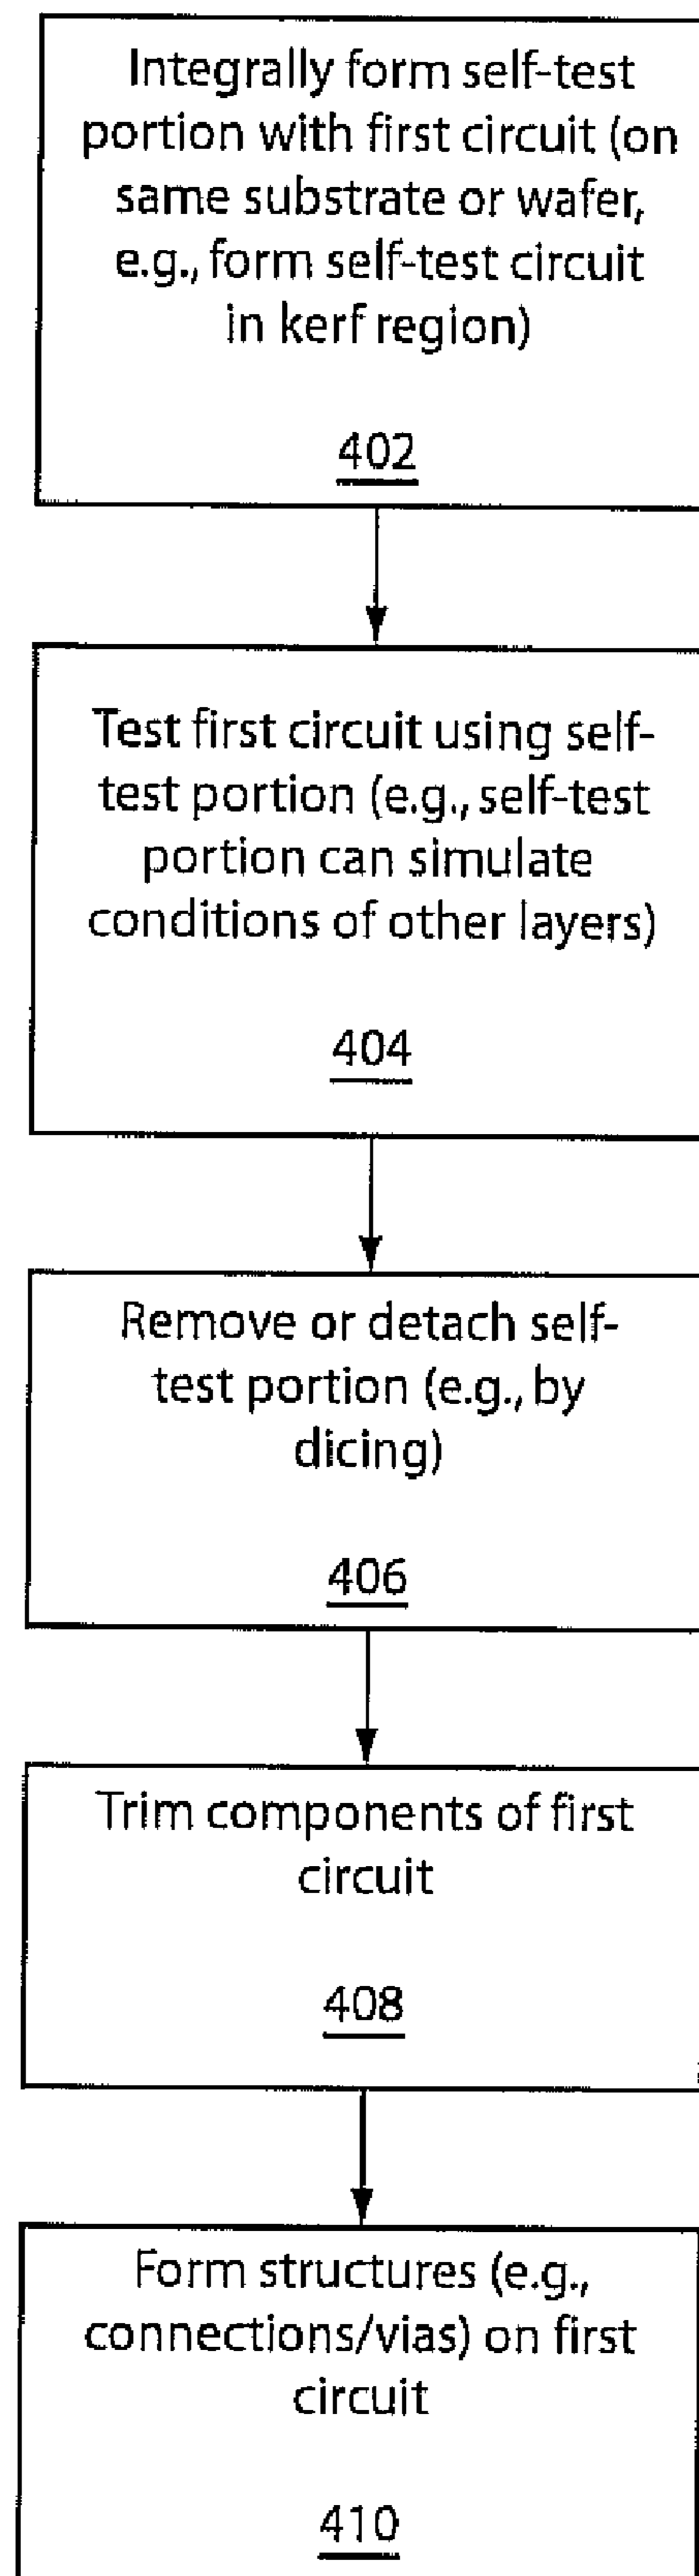 Integrally form self-test
portion with first circuit (on
same substrate or wafer,
e.g., form self-test circuit
in kerf region)
402
Test first circuit using self-
test portion (e.g., self-test
portion can simulate
conditions of other layers)
404
Remove or detach self-
test portion (e.g., by
dicing)
406
Trim components of first
circuit
408
Form structures (e.g.,
connections/vias) on first
circuit
410